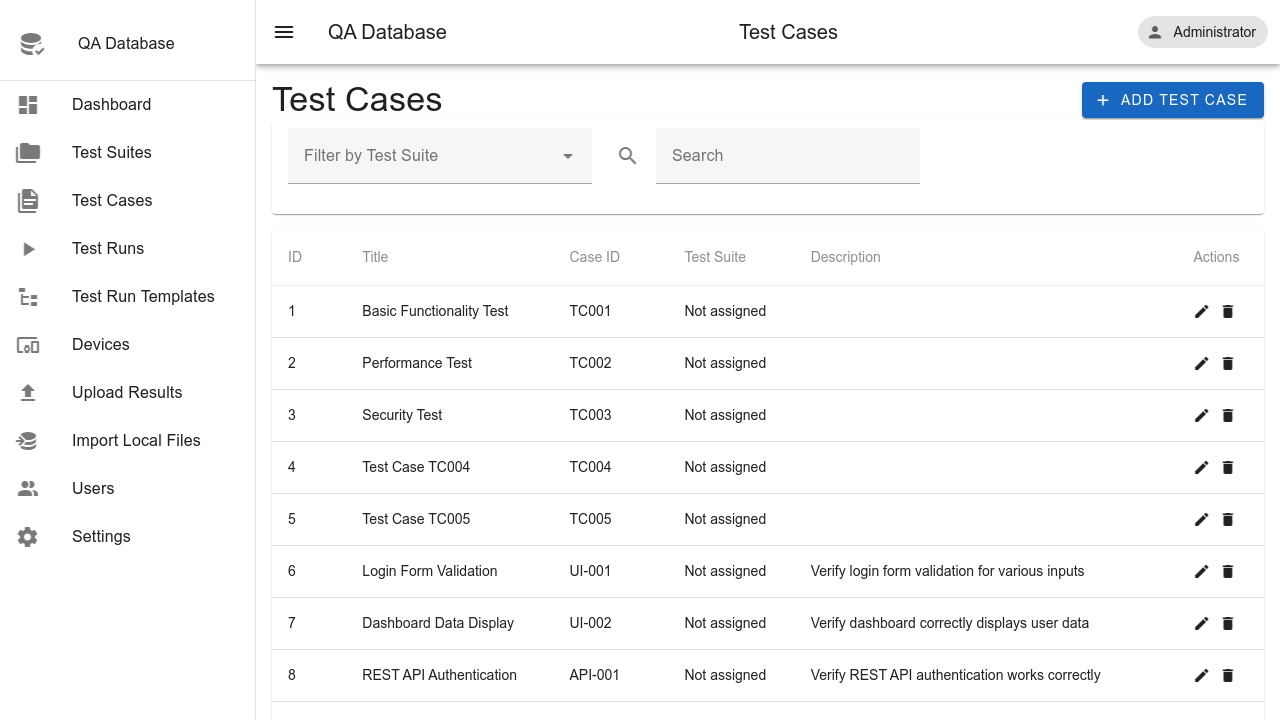 QA Database
Dashboard
Test Suites
Test Cases
Test Runs
Test Run Templates
Devices
Upload Results
Import Local Files
Users
Settings
QA Database Test Cases Administrator
Test Cases
ADD TEST CASE
Filter by Test Suite
Search
ID Title Case ID Test Suite Description Actions
1 Basic Functionality Test TC001 Not assigned
2 Performance Test TC002 Not assigned
3 Security Test TC003 Not assigned
4 Test Case TC004 TC004 Not assigned
5 Test Case TC005 TC005 Not assigned
6 Login Form Validation UI-001 Not assigned Verify login form validation for various inputs
7 Dashboard Data Display UI-002 Not assigned Verify dashboard correctly displays user data
8 REST API Authentication API-001 Not assigned Verify REST API authentication works correctly